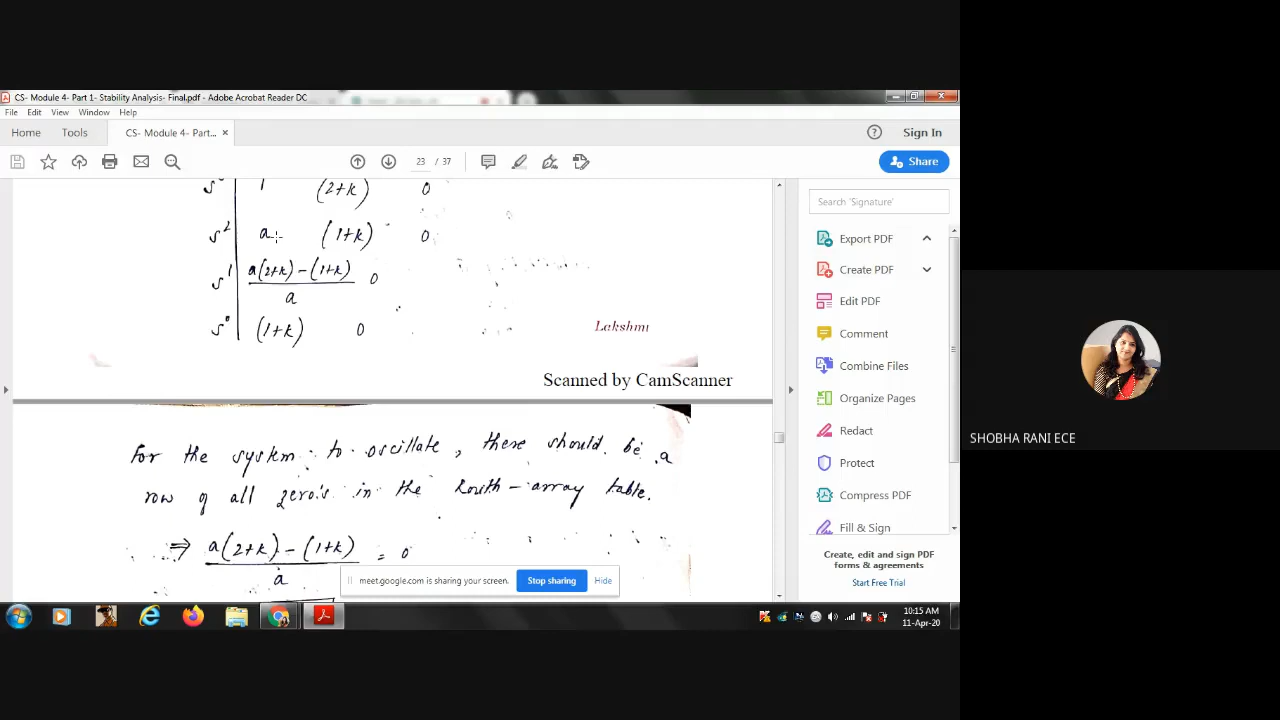 CS- Module 4- Part 1- Stability Analysis- Final.pdf - Adobe Acrobat Reader DC
File Edit View Window Help
Home Tools CS- Module 4- Part... × Sign In
23 / 37 Share
1 (2+k) 0
s² a (1+k) 0
s¹ a(2+k) - (1+k) 0
a
s⁰ (1+k) 0
Lakshmi
Scanned by CamScanner
For the system to oscillate, there should be a
row of all zero's in the Routh-array table.
⇒ a(2+k) - (1+k) = 0
a
Search 'Signature'
Export PDF
Create PDF
Edit PDF
Comment
Combine Files
Organize Pages
Redact
Protect
Compress PDF
Fill & Sign
Create, edit and sign PDF
forms & agreements
Start Free Trial
meet.google.com is sharing your screen. Stop sharing Hide
10:15 AM
11-Apr-20
SHOBHA RANI ECE